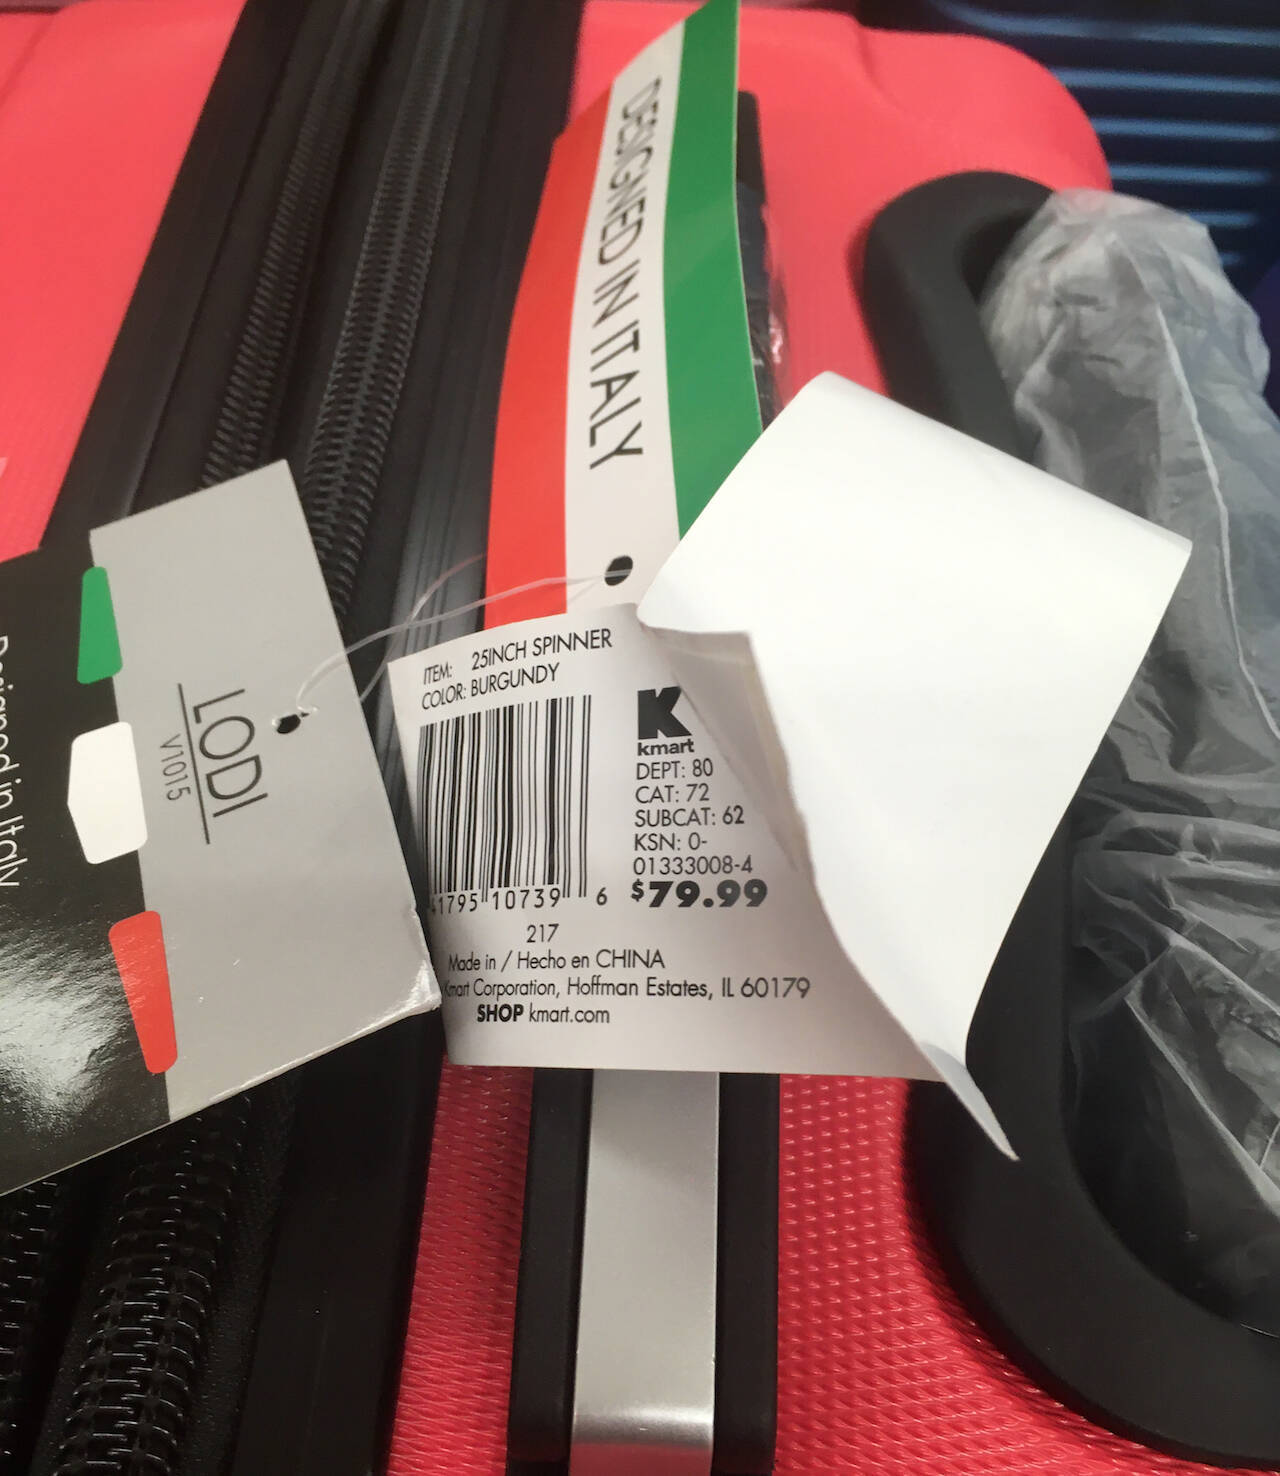 DESIGNED IN ITALY
Designed in Italy
LODI
V1015
ITEM: 25INCH SPINNER
COLOR: BURGUNDY
K
kmart
DEPT: 80
CAT: 72
SUBCAT: 62
KSN: 0-
01333008-4
$79.99
41795 10739 6
217
Made in / Hecho en CHINA
Kmart Corporation, Hoffman Estates, IL 60179
SHOP kmart.com